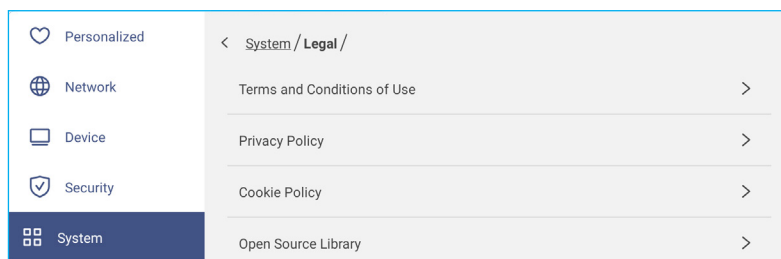 Personalized
Network
Device
Security
System
< System / Legal /
Terms and Conditions of Use
Privacy Policy
Cookie Policy
Open Source Library